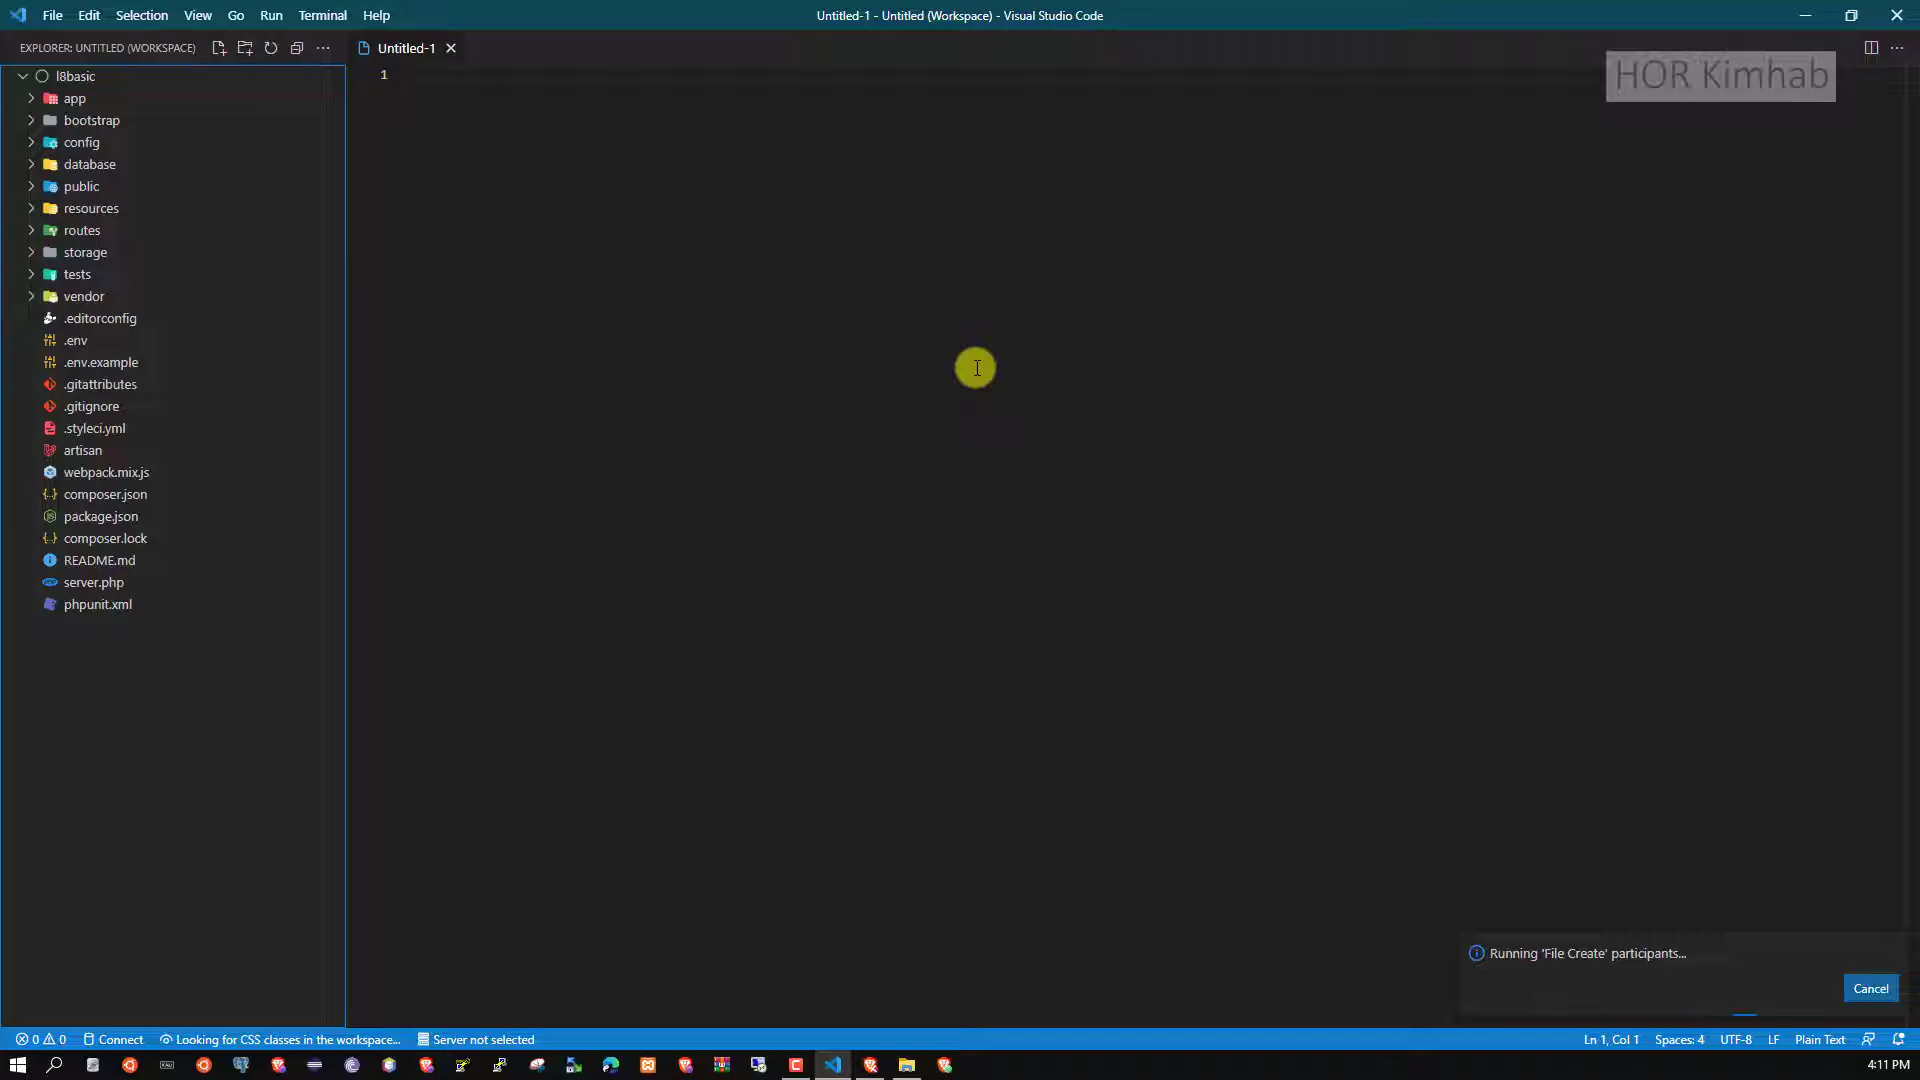 File Edit Selection View Go Run Terminal Help
Untitled-1 - Untitled (Workspace) - Visual Studio Code
EXPLORER: UNTITLED (WORKSPACE)
Untitled-1
HOR Kimhab
1
l8basic
app
bootstrap
config
database
public
resources
routes
storage
tests
vendor
.editorconfig
.env
.env.example
.gitattributes
.gitignore
.styleci.yml
artisan
webpack.mix.js
composer.json
package.json
composer.lock
README.md
server.php
phpunit.xml
Running 'File Create' participants...
Cancel
0 0 Connect Looking for CSS classes in the workspace... Server not selected
Ln 1, Col 1 Spaces: 4 UTF-8 LF Plain Text
4:11 PM